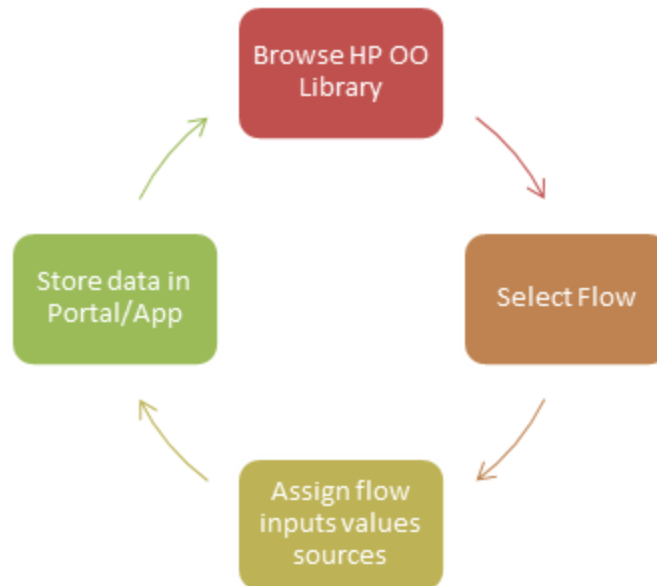 Browse HP OO
Library
Select Flow
Assign flow
inputs values
sources
Store data in
Portal/App